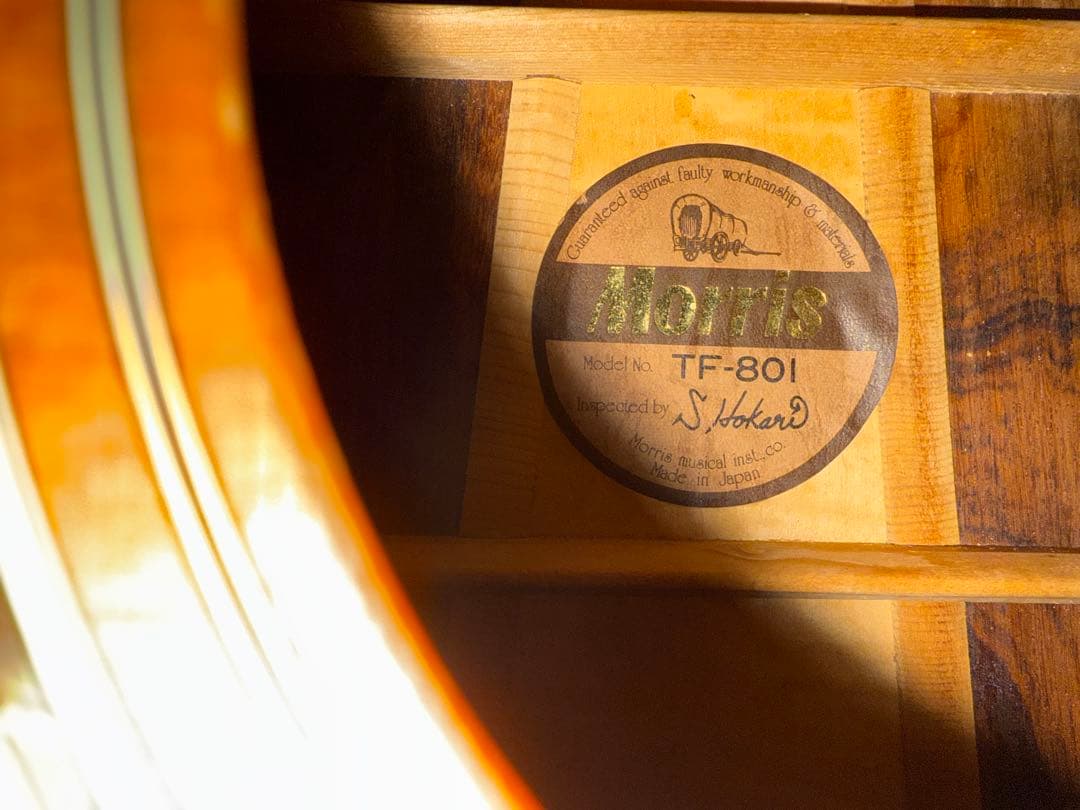 Guaranteed against faulty workmanship & materials
Morris
Model No. TF-801
Inspected by S. Hokari
Morris musical inst., co.
Made in Japan